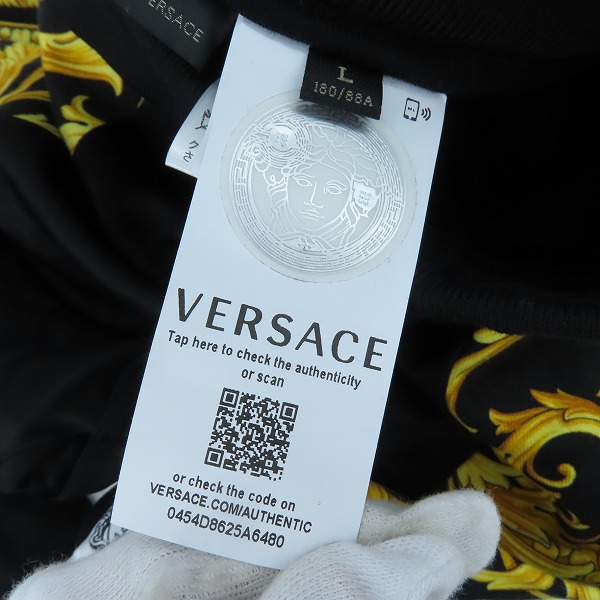 VERSACE
L
160/88A
VERSACE
Tap here to check the authenticity
or scan
or check the code on
VERSACE.COM/AUTHENTIC
0454D8625A6480